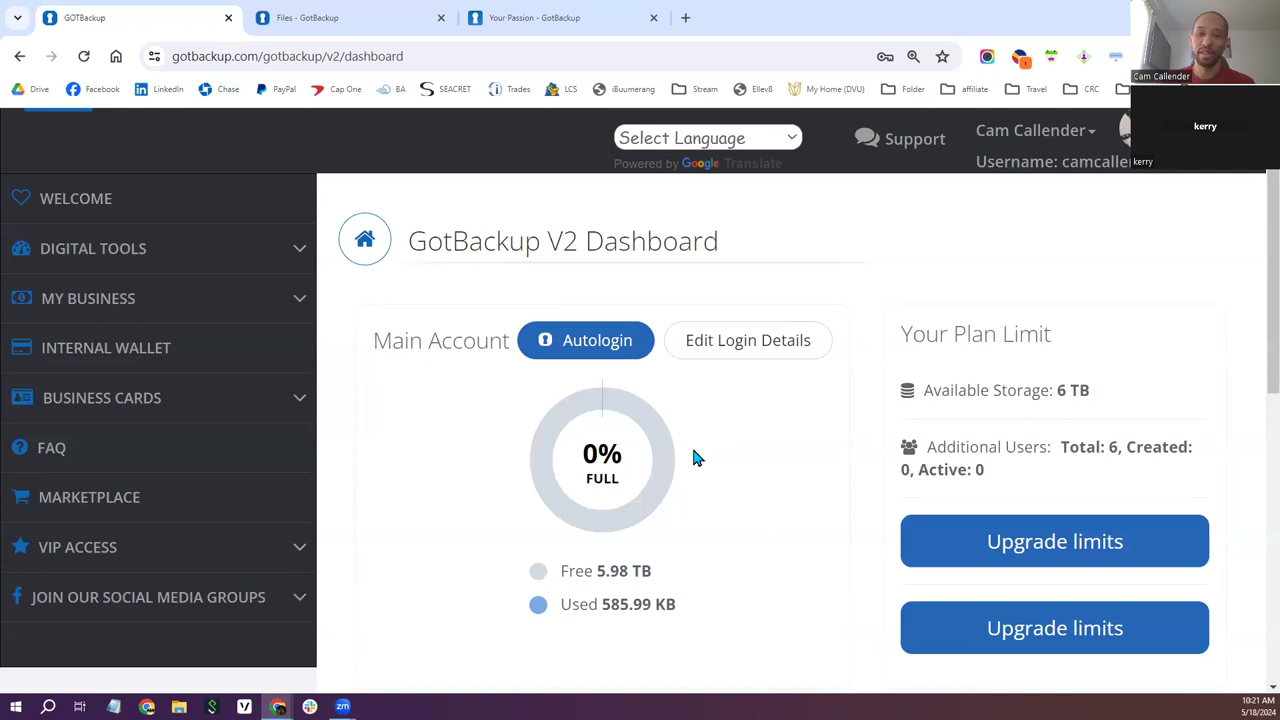 GOTBackup
Files - GotBackup
Your Passion - GotBackup
gotbackup.com/gotbackup/v2/dashboard
Drive
Facebook
LinkedIn
Chase
PayPal
Cap One
BA
SEACRET
Trades
LCS
iBuumerang
Stream
Ellev8
My Home (DVU)
Folder
affiliate
Travel
CRC
1
Cam Callender
kerry
kerry
Select Language
Powered by Google Translate
Support
Cam Callender
Username: camcaller
WELCOME
DIGITAL TOOLS
MY BUSINESS
INTERNAL WALLET
BUSINESS CARDS
FAQ
MARKETPLACE
VIP ACCESS
JOIN OUR SOCIAL MEDIA GROUPS
GotBackup V2 Dashboard
Main Account
Autologin
Edit Login Details
0%
FULL
Free 5.98 TB
Used 585.99 KB
Your Plan Limit
Available Storage: 6 TB
Additional Users: Total: 6, Created:
0, Active: 0
Upgrade limits
Upgrade limits
zm
10:21 AM
5/18/2024